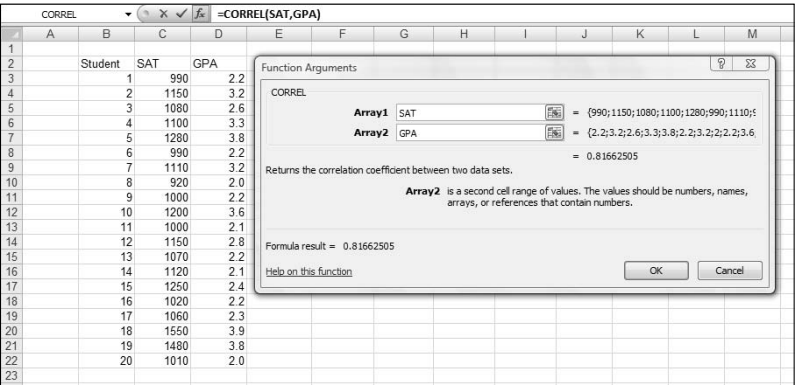 CORREL =CORREL(SAT,GPA)
A B C D E F G H I J K L M
1
2 Student SAT GPA
3 1 990 2.2
4 2 1150 3.2
5 3 1080 2.6
6 4 1100 3.3
7 5 1280 3.8
8 6 990 2.2
9 7 1110 3.2
10 8 920 2.0
11 9 1000 2.2
12 10 1200 3.6
13 11 1000 2.1
14 12 1150 2.8
15 13 1070 2.2
16 14 1120 2.1
17 15 1250 2.4
18 16 1020 2.2
19 17 1060 2.3
20 18 1550 3.9
21 19 1480 3.8
22 20 1010 2.0
23
Function Arguments
CORREL
Array1 SAT = {990;1150;1080;1100;1280;990;1110;9
Array2 GPA = {2.2;3.2;2.6;3.3;3.8;2.2;3.2;2;2.2;3.6;
= 0.81662505
Returns the correlation coefficient between two data sets.
Array2 is a second cell range of values. The values should be numbers, names,
arrays, or references that contain numbers.
Formula result = 0.81662505
Help on this function OK Cancel